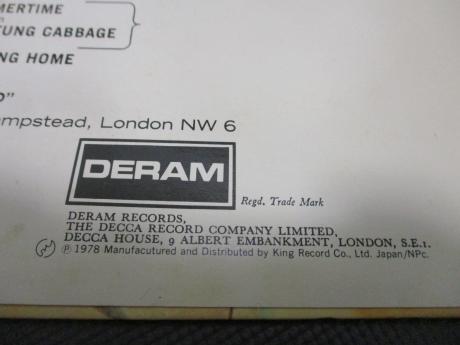 MERTIME
TUNG CABBAGE
NG HOME
"
mpstead, London NW 6
DERAM
Regd. Trade Mark
DERAM RECORDS,
THE DECCA RECORD COMPANY LIMITED,
DECCA HOUSE, 9 ALBERT EMBANKMENT, LONDON, S.E.1.
℗ 1978 Manufacutured and Distributed by King Record Co., Ltd. Japan/NPc.